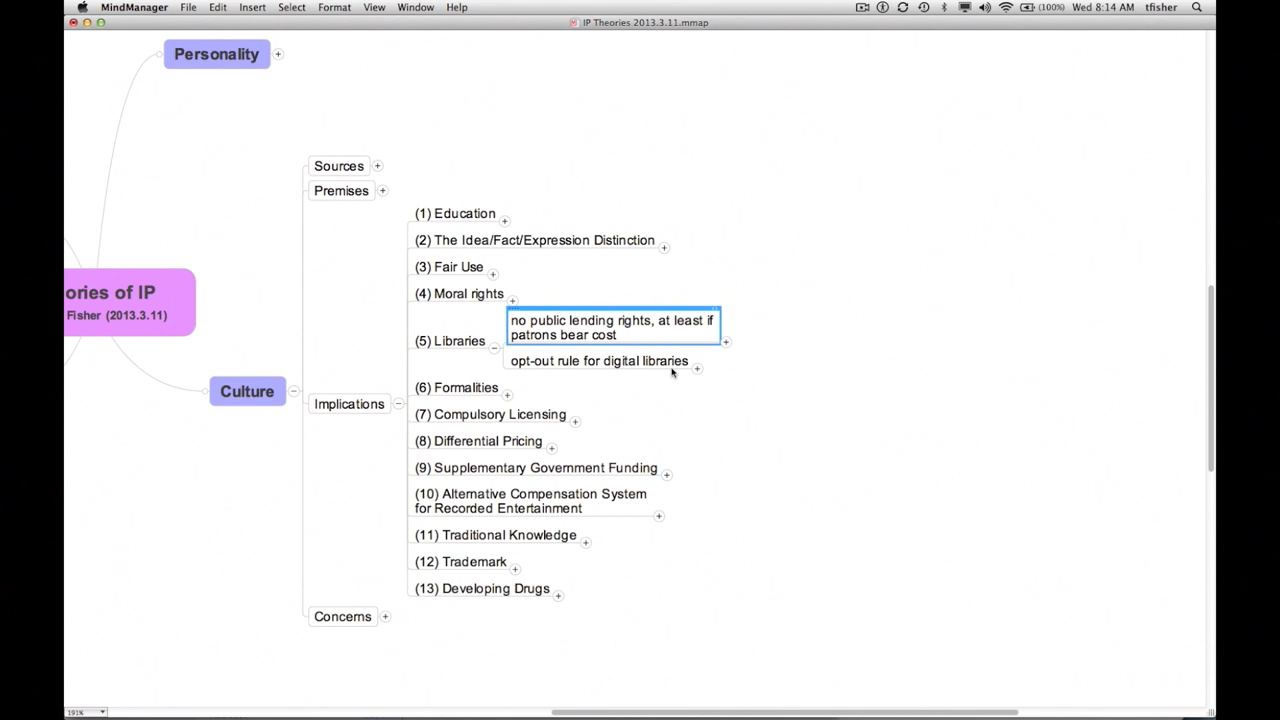 MindManager File Edit Insert Select Format View Window Help (100%) Wed 8:14 AM tfisher
IP Theories 2013.3.11.mmap
Personality
Sources
Premises
(1) Education
(2) The Idea/Fact/Expression Distinction
(3) Fair Use
(4) Moral rights
ories of IP
Fisher (2013.3.11)
no public lending rights, at least if
patrons bear cost
(5) Libraries
opt-out rule for digital libraries
(6) Formalities
Culture
Implications
(7) Compulsory Licensing
(8) Differential Pricing
(9) Supplementary Government Funding
(10) Alternative Compensation System
for Recorded Entertainment
(11) Traditional Knowledge
(12) Trademark
(13) Developing Drugs
Concerns
191%